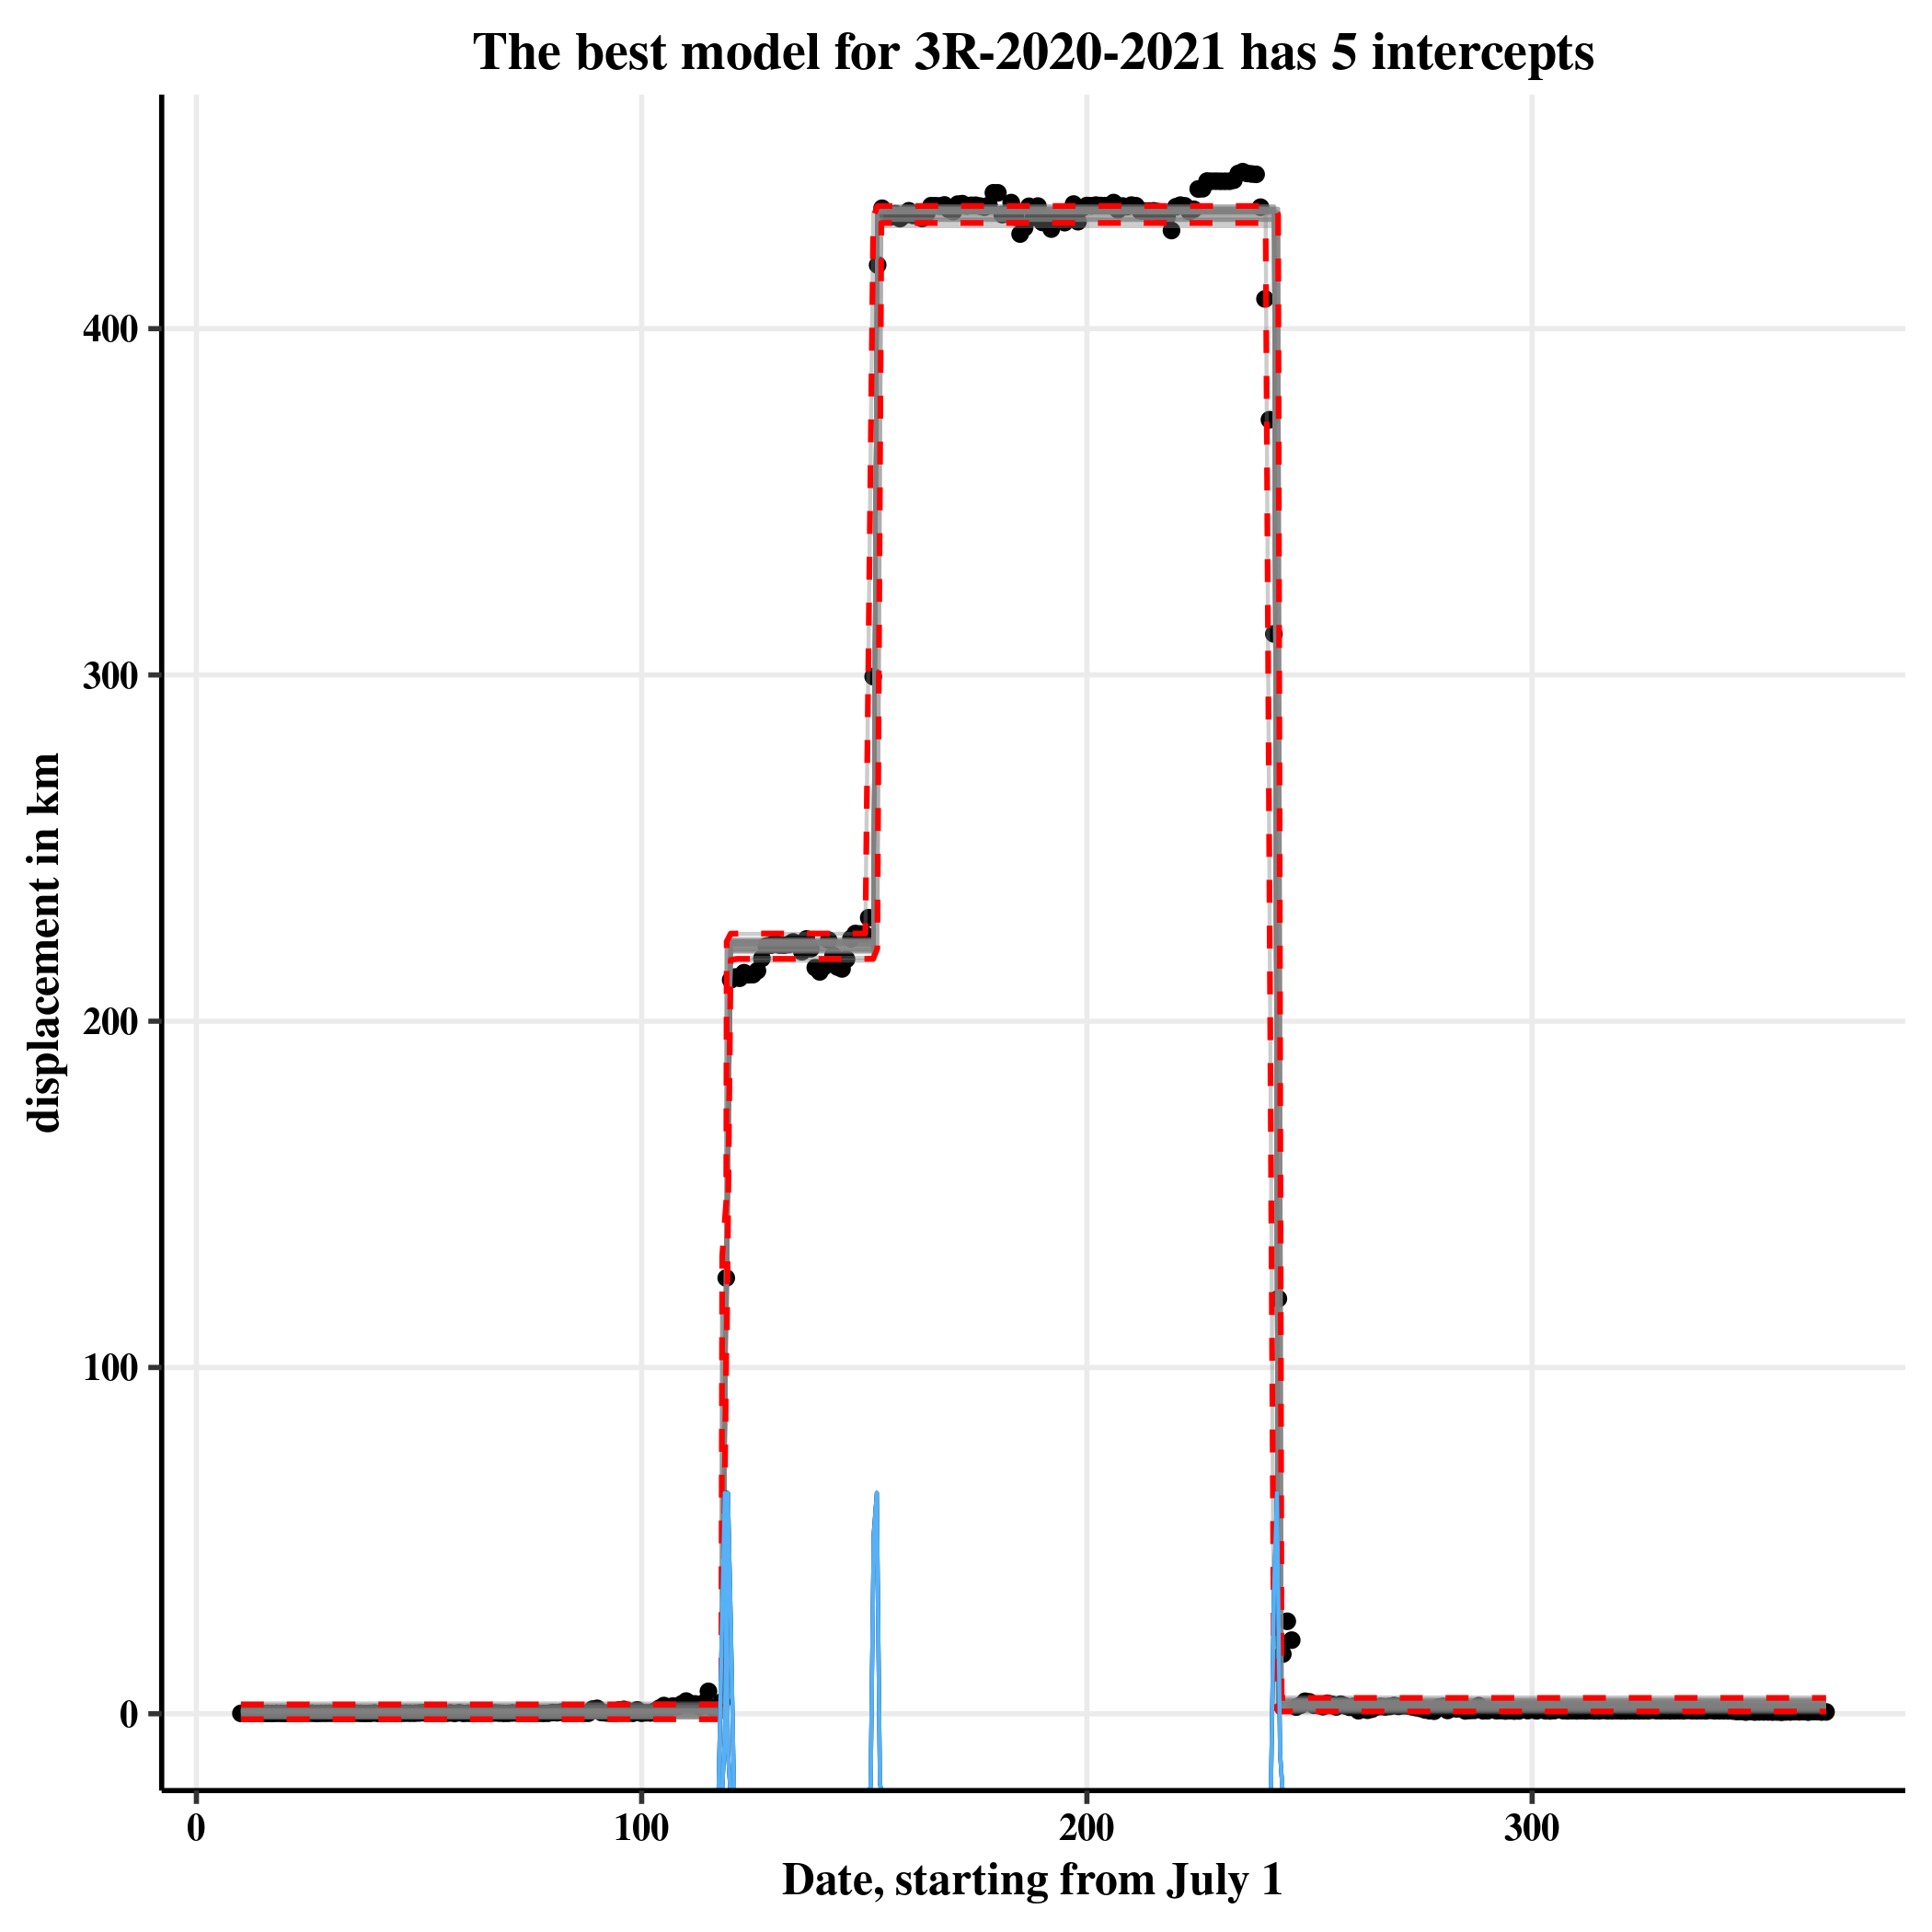 The best model for 3R-2020-2021 has 5 intercepts
displacement in km
400
300
200
100
0
0 100 200 300
Date, starting from July 1